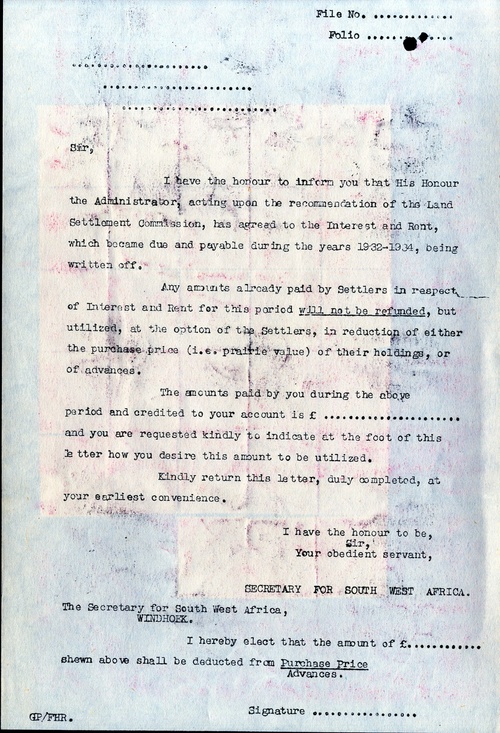 File No. ............
Folio .............
......................
........................
.........................
Sir,
I have the honour to inform you that His Honour
the Administrator, acting upon the recommendation of the Land
Settlement Commission, has agreed to the Interest and Rent,
which became due and payable during the years 1932-1934, being
written off.
Any amounts already paid by Settlers in respect
of Interest and Rent for this period will not be refunded, but
utilized, at the option of the Settlers, in reduction of either
the purchase price (i.e. prairie value) of their holdings, or
of advances.
The amounts paid by you during the above
period and credited to your account is £ ......................
and you are requested kindly to indicate at the foot of this
letter how you desire this amount to be utilized.
Kindly return this letter, duly completed, at
your earliest convenience.
I have the honour to be,
Sir,
Your obedient servant,
SECRETARY FOR SOUTH WEST AFRICA.
The Secretary for South West Africa,
WINDHOEK.
I hereby elect that the amount of £............
shewn above shall be deducted from Purchase Price
Advances.
Signature .................
GP/FHR.